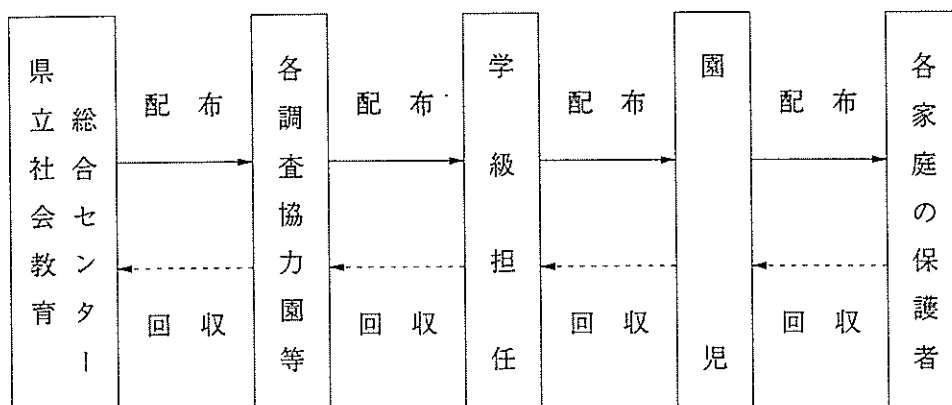 県立社会教育
総合センター
配布
回収
各調査協力園等
配布
回収
学級担任
配布
回収
園児
配布
回収
各家庭の保護者